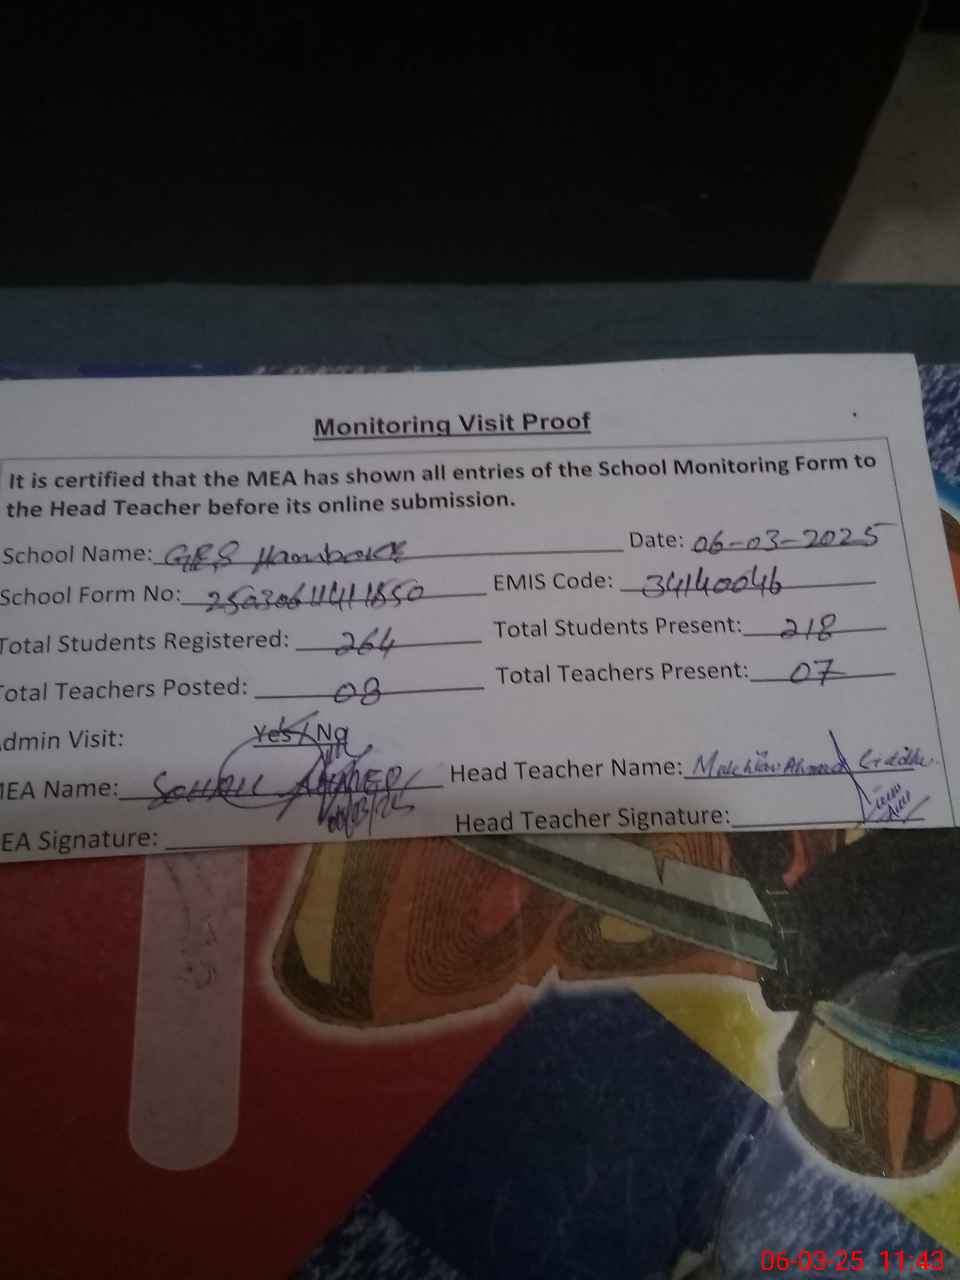 Monitoring Visit Proof
It is certified that the MEA has shown all entries of the School Monitoring Form to
the Head Teacher before its online submission.
School Name: Date: 06-03-2025
School Form No: EMIS Code: 34140046
Total Students Registered: 264 Total Students Present: 218
Total Teachers Posted: 08 Total Teachers Present: 07
dmin Visit: Yes / No
MEA Name: Head Teacher Name: Ahmad
EA Signature: Head Teacher Signature:
06-03-25 11:43